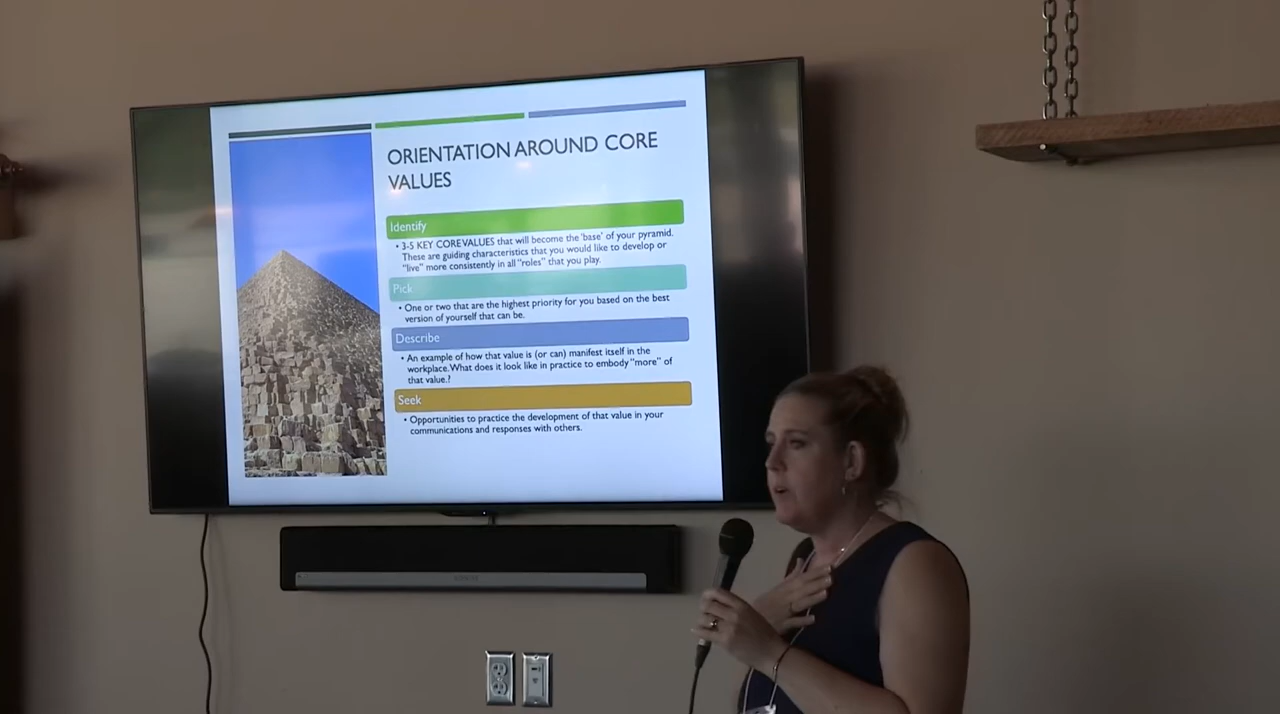 ORIENTATION AROUND CORE
VALUES
Identify
• 3-5 KEY CORE VALUES that will become the 'base' of your pyramid.
These are guiding characteristics that you would like to develop or
"live" more consistently in all "roles" that you play.
Pick
• One or two that are the highest priority for you based on the best
version of yourself that can be.
Describe
• An example of how that value is (or can) manifest itself in the
workplace. What does it look like in practice to embody "more" of
that value.?
Seek
• Opportunities to practice the development of that value in your
communications and responses with others.